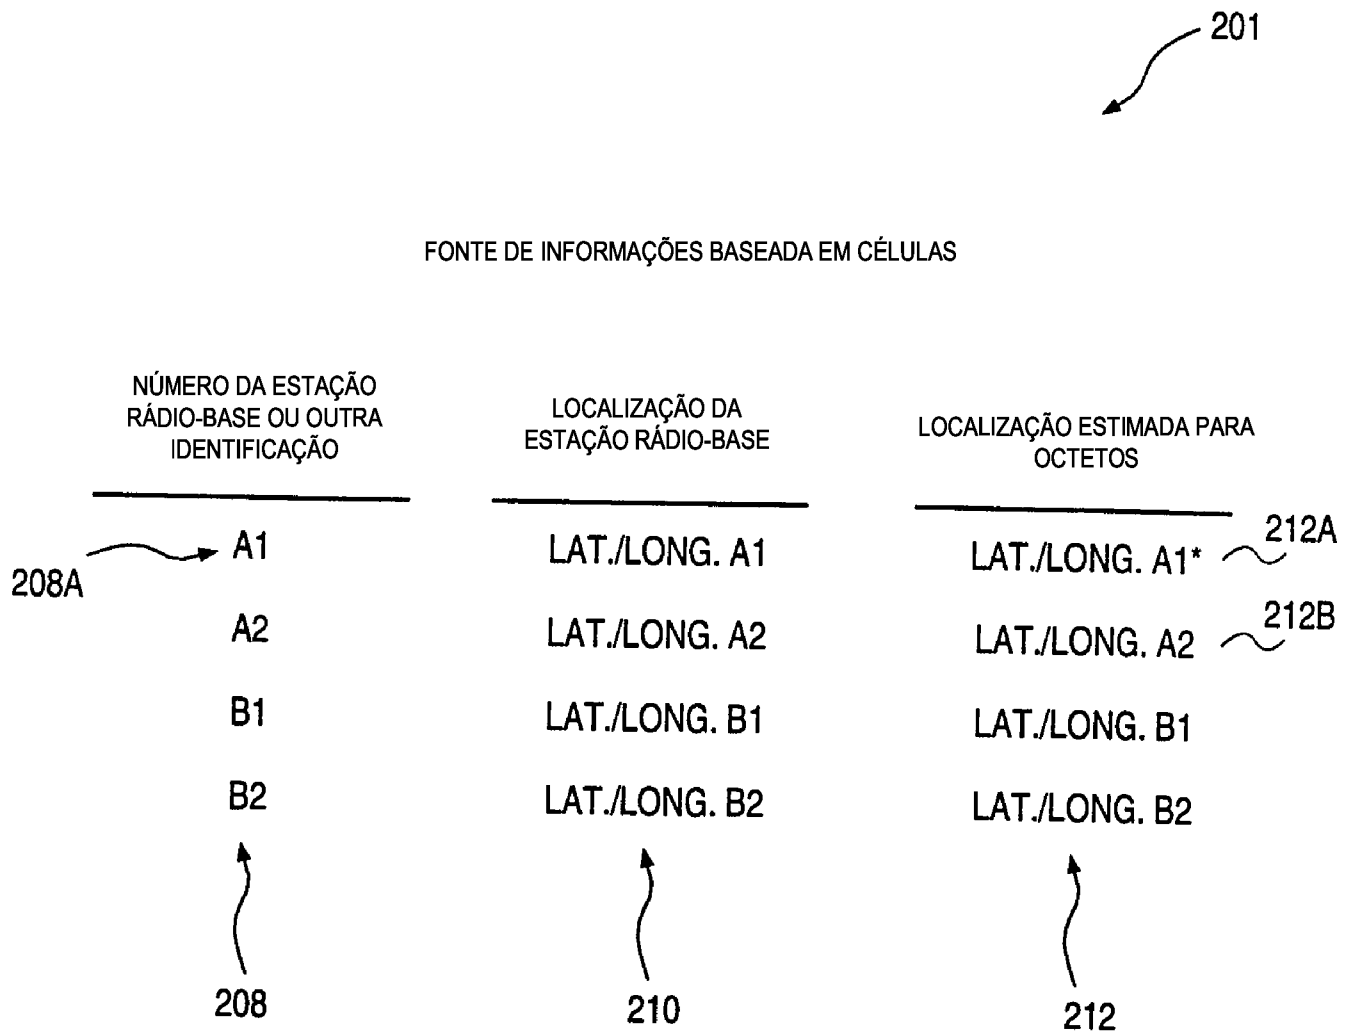 201
FONTE DE INFORMAÇÕES BASEADA EM CÉLULAS
NÚMERO DA ESTAÇÃO
RÁDIO-BASE OU OUTRA
IDENTIFICAÇÃO
LOCALIZAÇÃO DA
ESTAÇÃO RÁDIO-BASE
LOCALIZAÇÃO ESTIMADA PARA
OCTETOS
208A
A1
LAT./LONG. A1
LAT./LONG. A1*
212A
A2
LAT./LONG. A2
LAT./LONG. A2
212B
B1
LAT./LONG. B1
LAT./LONG. B1
B2
LAT./LONG. B2
LAT./LONG. B2
208
210
212